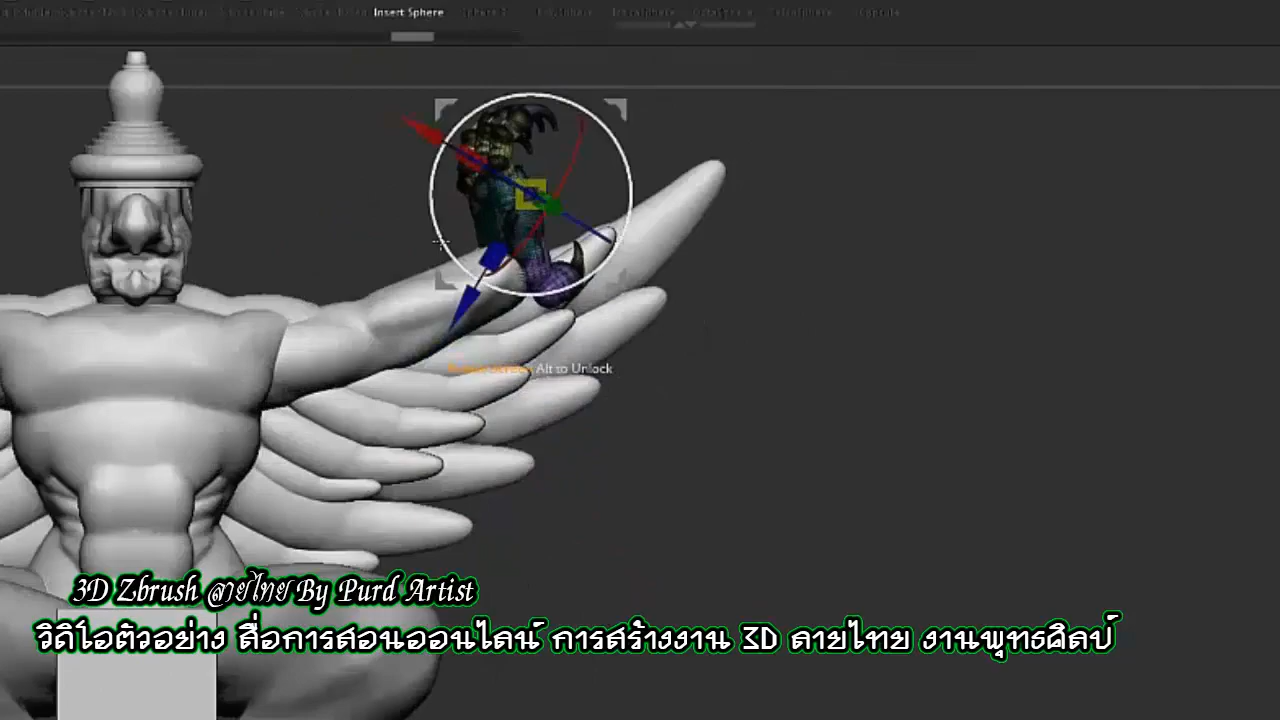 Insert Sphere
Alt to Unlock
3D Zbrush ลายไทย By Purd Artist
วิดีโอตัวอย่าง สื่อการสอนออนไลน์ การสร้างงาน 3D ลายไทย งานพุทธศิลป์